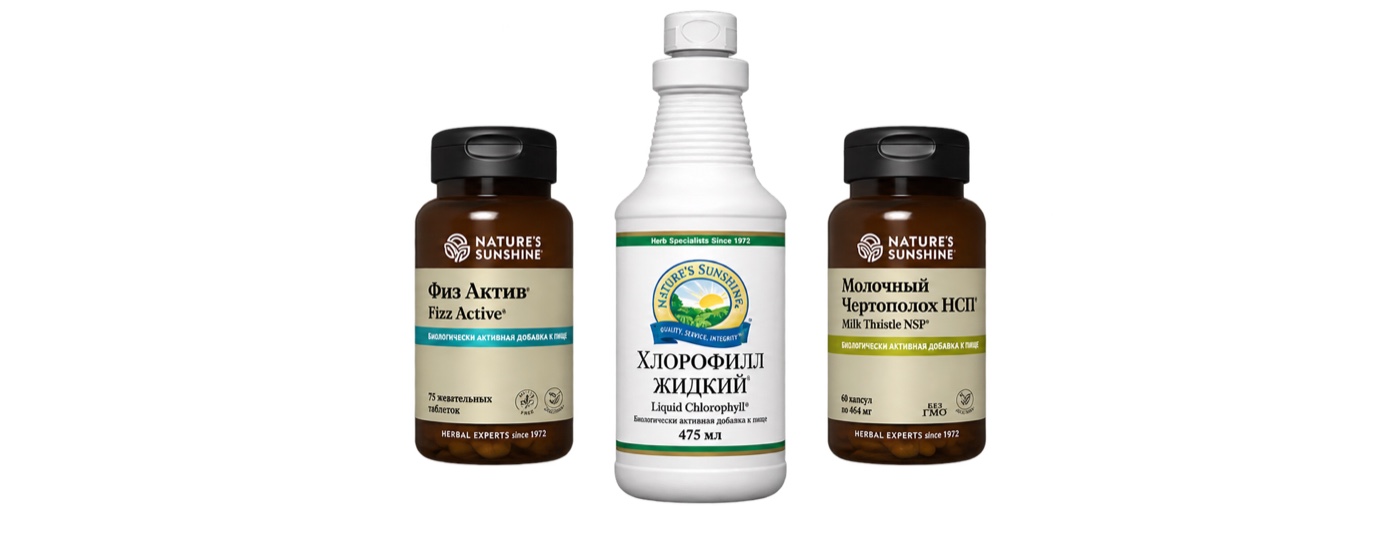 NATURE'S
SUNSHINE®
Физ Актив®
Fizz Active®
БИОЛОГИЧЕСКИ АКТИВНАЯ ДОБАВКА К ПИЩЕ
75 жевательных
таблеток
FREE
HERBAL EXPERTS since 1972
Herb Specialists Since 1972
NATURE'S SUNSHINE®
QUALITY, SERVICE, INTEGRITY™
ХЛОРОФИЛЛ
ЖИДКИЙ®
Liquid Chlorophyll®
Биологически активная добавка к пище
475 мл
NATURE'S
SUNSHINE®
Молочный
Чертополох НСП®
Milk Thistle NSP®
БИОЛОГИЧЕСКИ АКТИВНАЯ ДОБАВКА К ПИЩЕ
60 капсул
по 464 мг
БЕЗ
ГМО
HERBAL EXPERTS since 1972